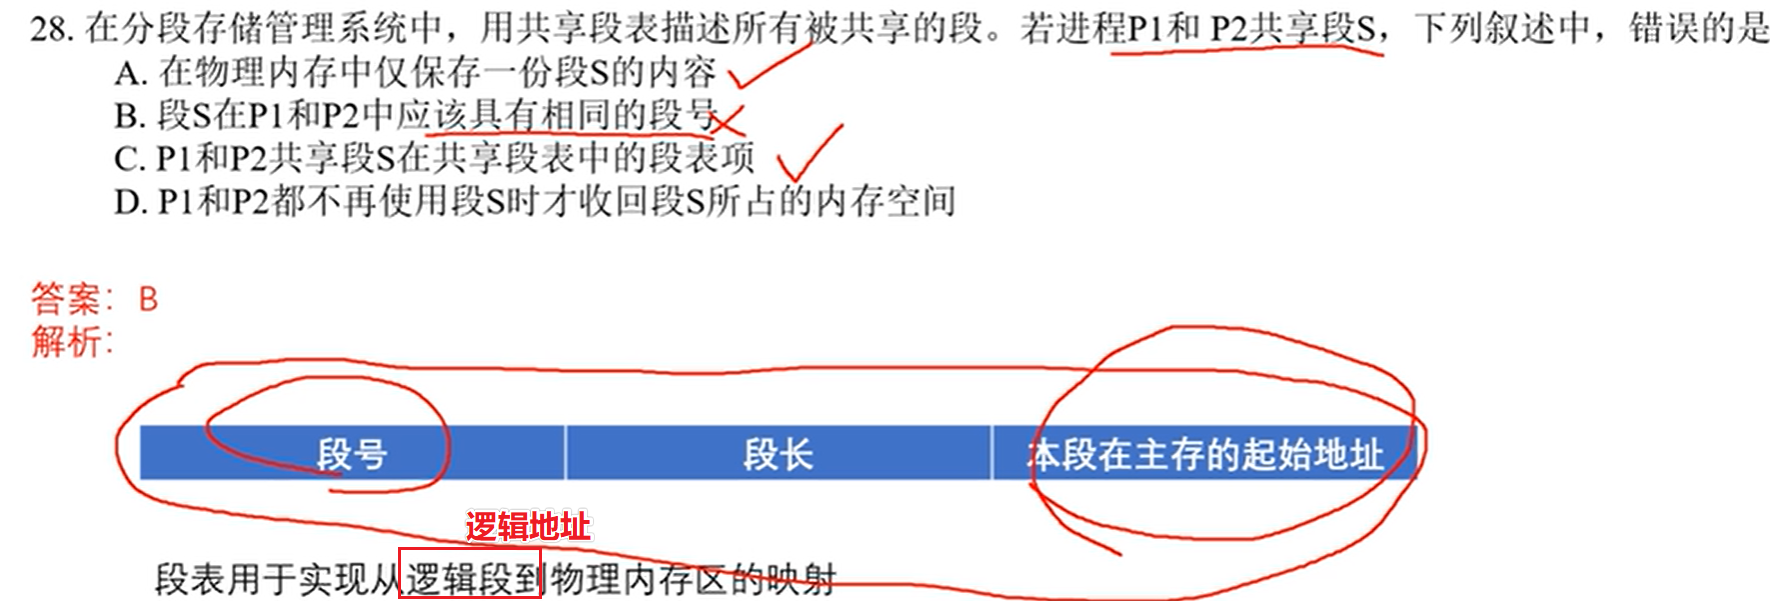 28. 在分段存储管理系统中，用共享段表描述所有被共享的段。若进程P1和 P2共享段S，下列叙述中，错误的是
A. 在物理内存中仅保存一份段S的内容
B. 段S在P1和P2中应该具有相同的段号
C. P1和P2共享段S在共享段表中的段表项
D. P1和P2都不再使用段S时才收回段S所占的内存空间
答案：B
解析：
段号 段长 本段在主存的起始地址
逻辑地址
段表用于实现从逻辑段到物理内存区的映射